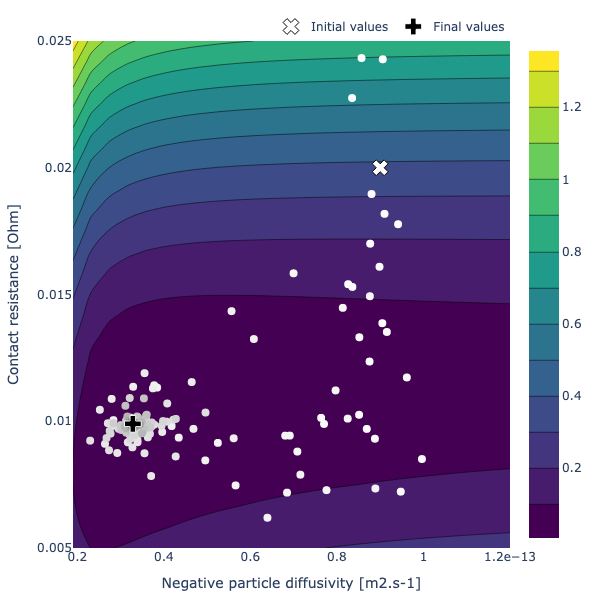 Initial values Final values
0.025
0.02
0.015
0.01
0.005
Contact resistance [Ohm]
0.2 0.4 0.6 0.8 1 1.2e−13
Negative particle diffusivity [m2.s-1]
1.2
1
0.8
0.6
0.4
0.2